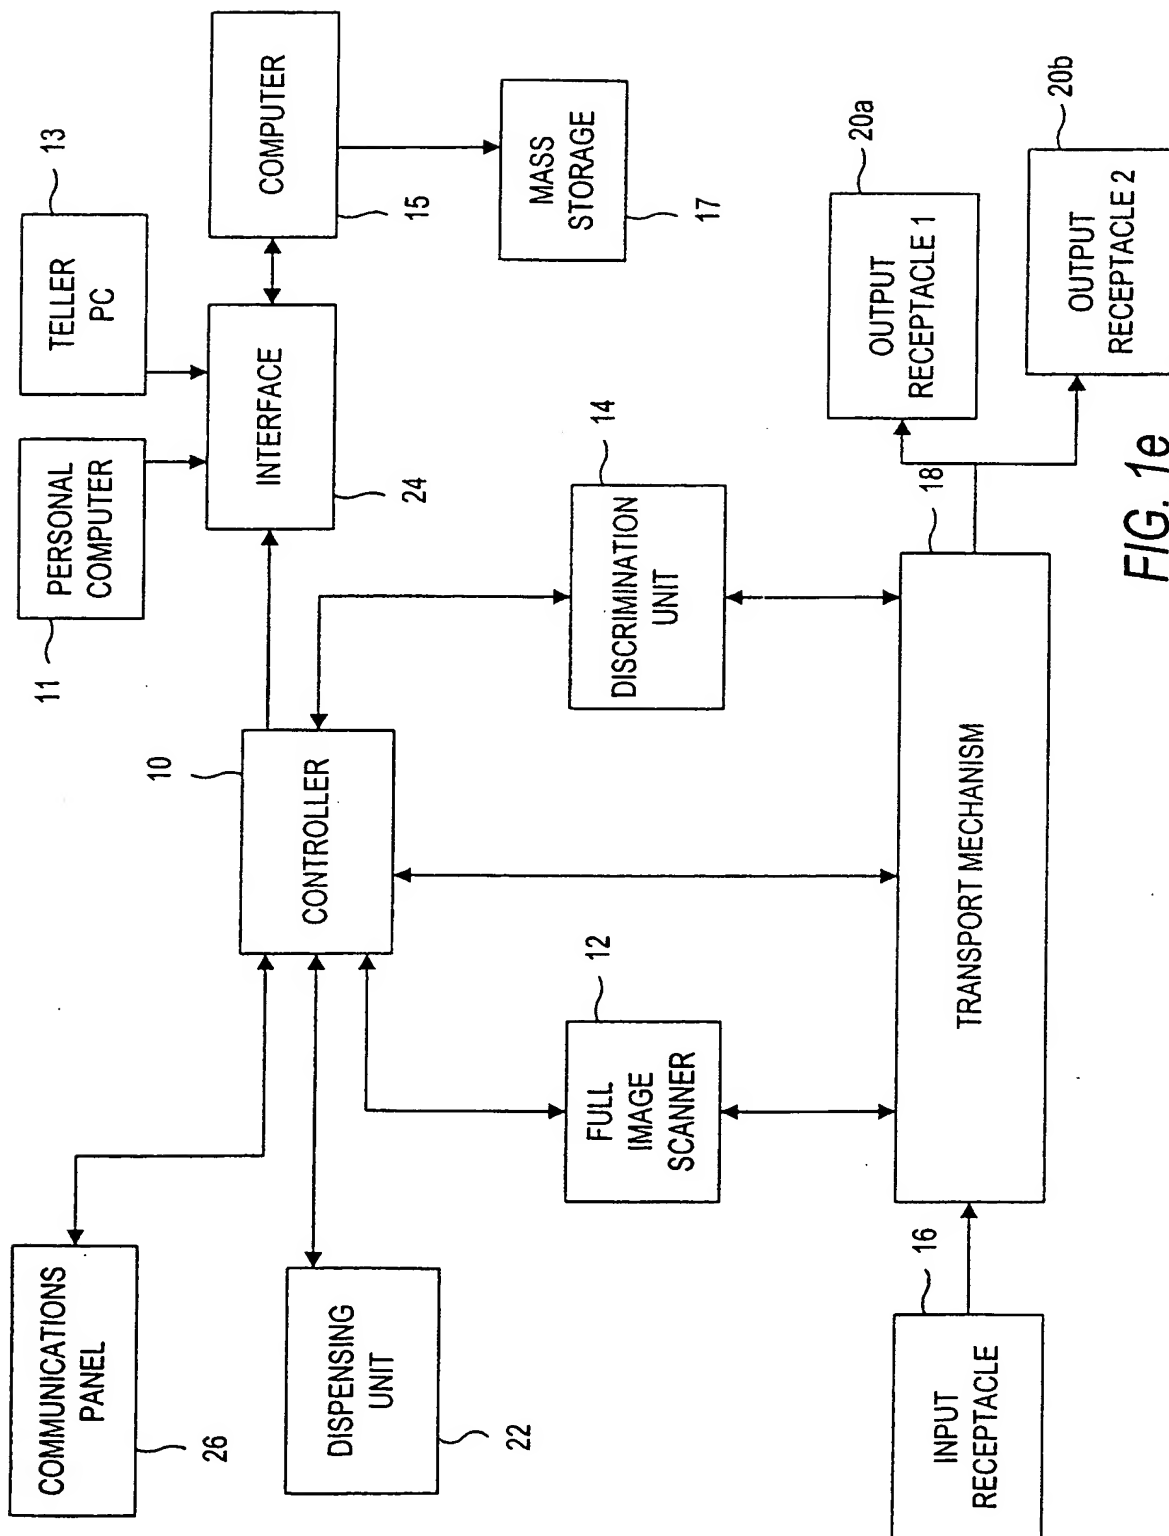 COMMUNICATIONS
PANEL
26
DISPENSING
UNIT
22
INPUT
RECEPTACLE
16
FULL
IMAGE
SCANNER
12
CONTROLLER
10
TRANSPORT MECHANISM
18
DISCRIMINATION
UNIT
14
PERSONAL
COMPUTER
11
TELLER
PC
13
INTERFACE
24
COMPUTER
15
MASS
STORAGE
17
OUTPUT
RECEPTACLE 1
20a
OUTPUT
RECEPTACLE 2
20b
FIG. 1e